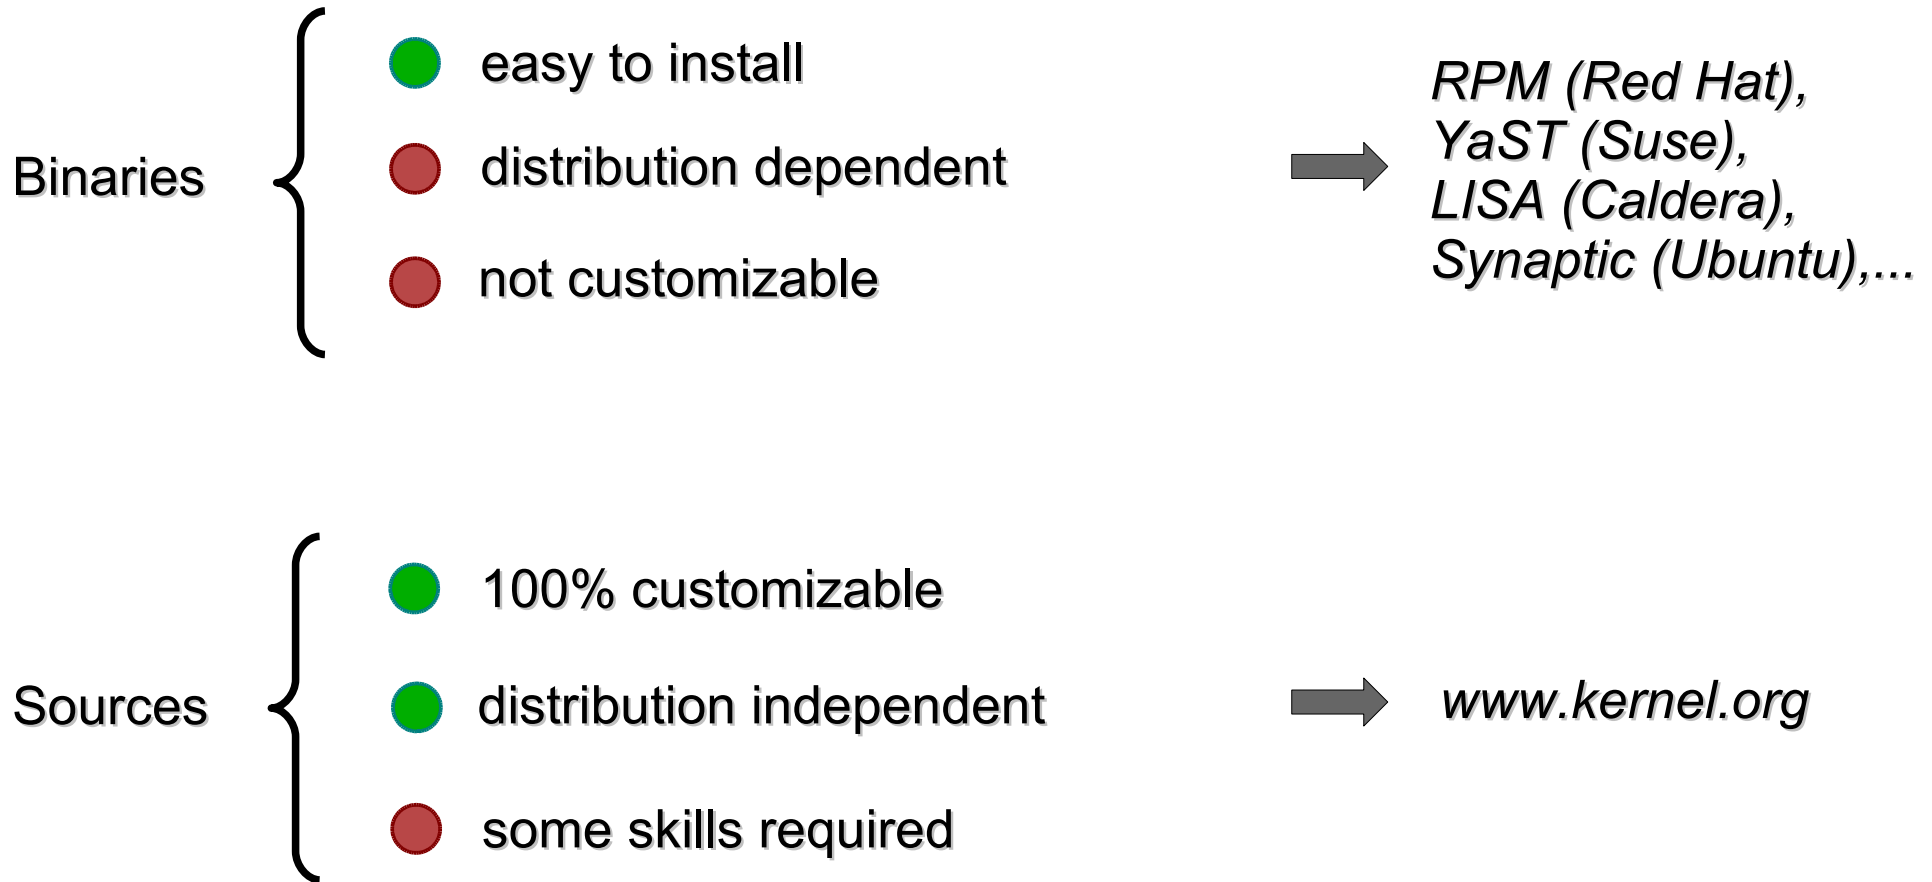 Binaries
easy to install
distribution dependent
not customizable
RPM (Red Hat),
YaST (Suse),
LISA (Caldera),
Synaptic (Ubuntu),...
Sources
100% customizable
distribution independent
some skills required
www.kernel.org